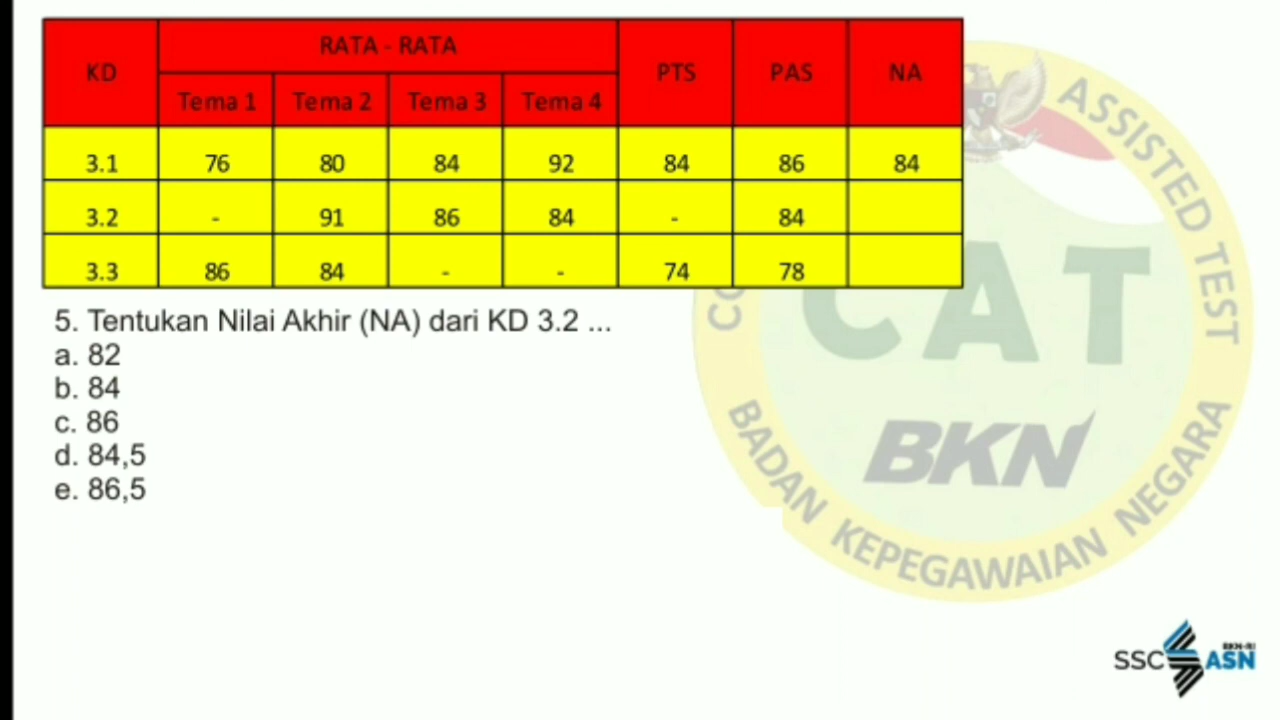 KD RATA - RATA PTS PAS NA
Tema 1 Tema 2 Tema 3 Tema 4
3.1 76 80 84 92 84 86 84
3.2 - 91 86 84 - 84
3.3 86 84 - - 74 78
5. Tentukan Nilai Akhir (NA) dari KD 3.2 ...
a. 82
b. 84
c. 86
d. 84,5
e. 86,5
ASSISTED TEST
CAT
BKN
BADAN KEPEGAWAIAN NEGARA
BKN-RI
SSC ASN